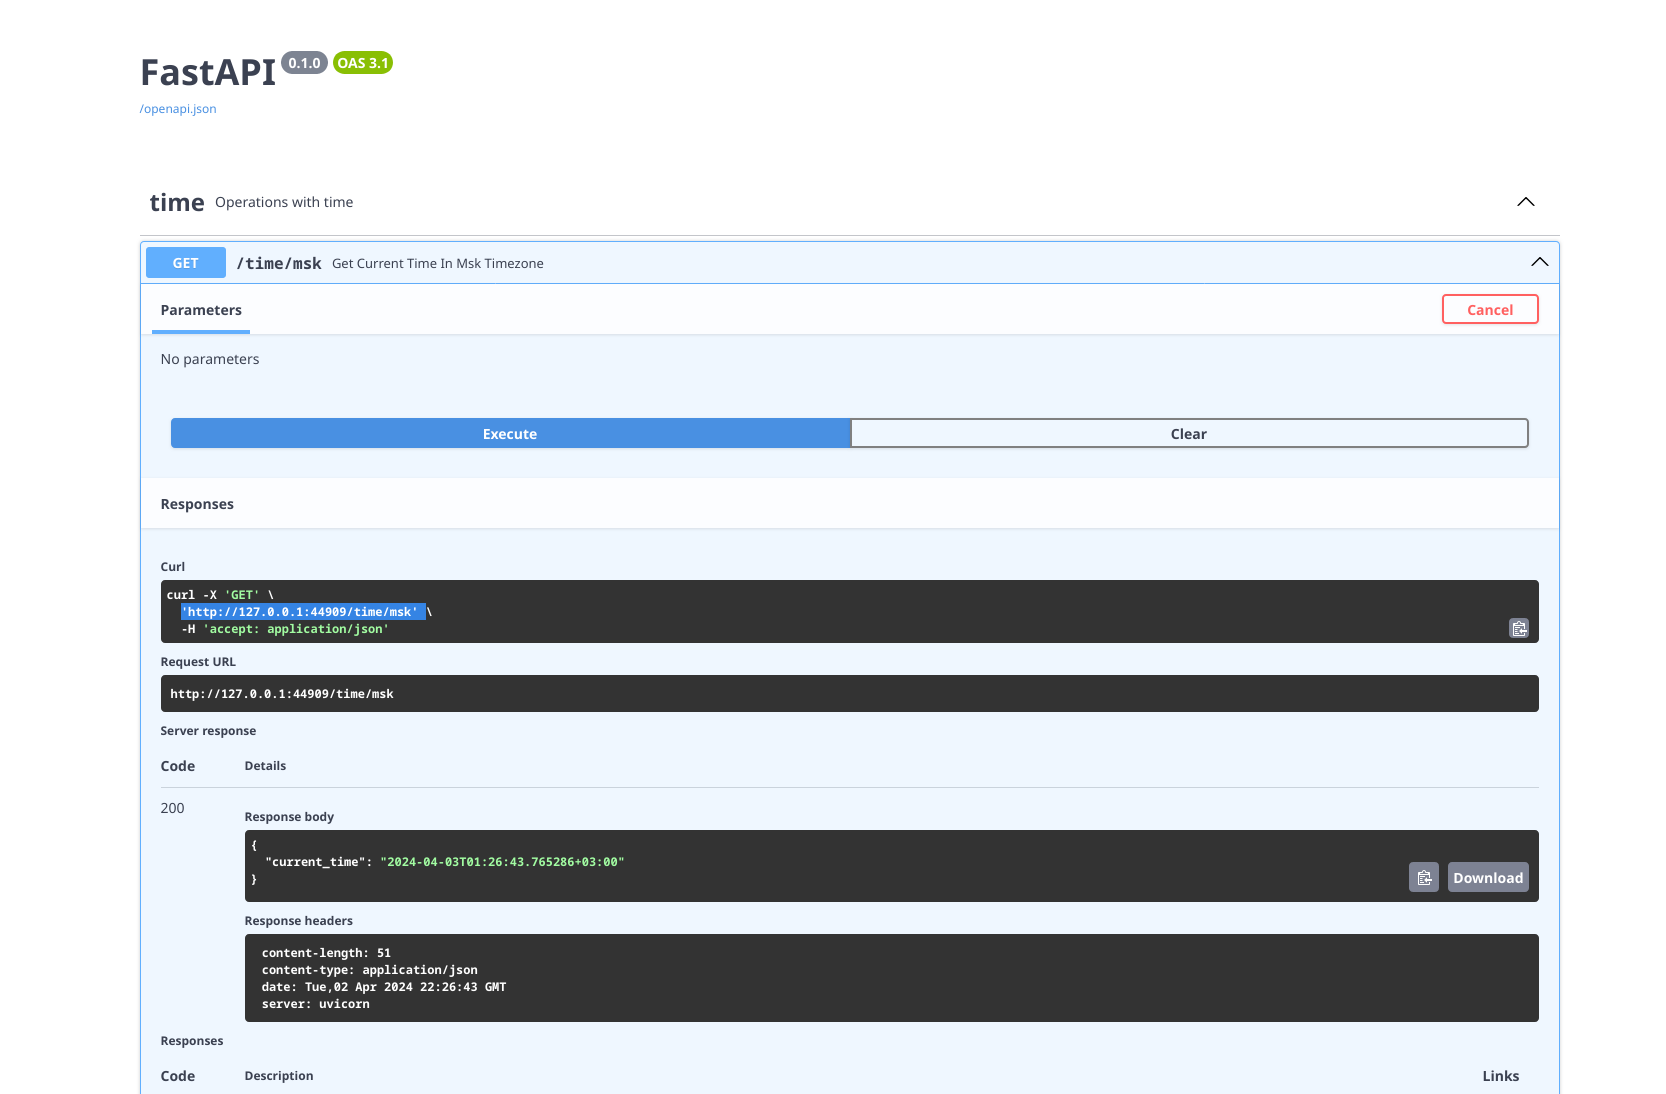 FastAPI 0.1.0 OAS 3.1
/openapi.json
time Operations with time
GET /time/msk Get Current Time In Msk Timezone
Parameters Cancel
No parameters
Execute Clear
Responses
Curl
curl -X 'GET' \
'http://127.0.0.1:44909/time/msk' \
-H 'accept: application/json'
Request URL
http://127.0.0.1:44909/time/msk
Server response
Code Details
200
Response body
{
"current_time": "2024-04-03T01:26:43.765286+03:00"
}
Download
Response headers
content-length: 51
content-type: application/json
date: Tue,02 Apr 2024 22:26:43 GMT
server: uvicorn
Responses
Code Description Links